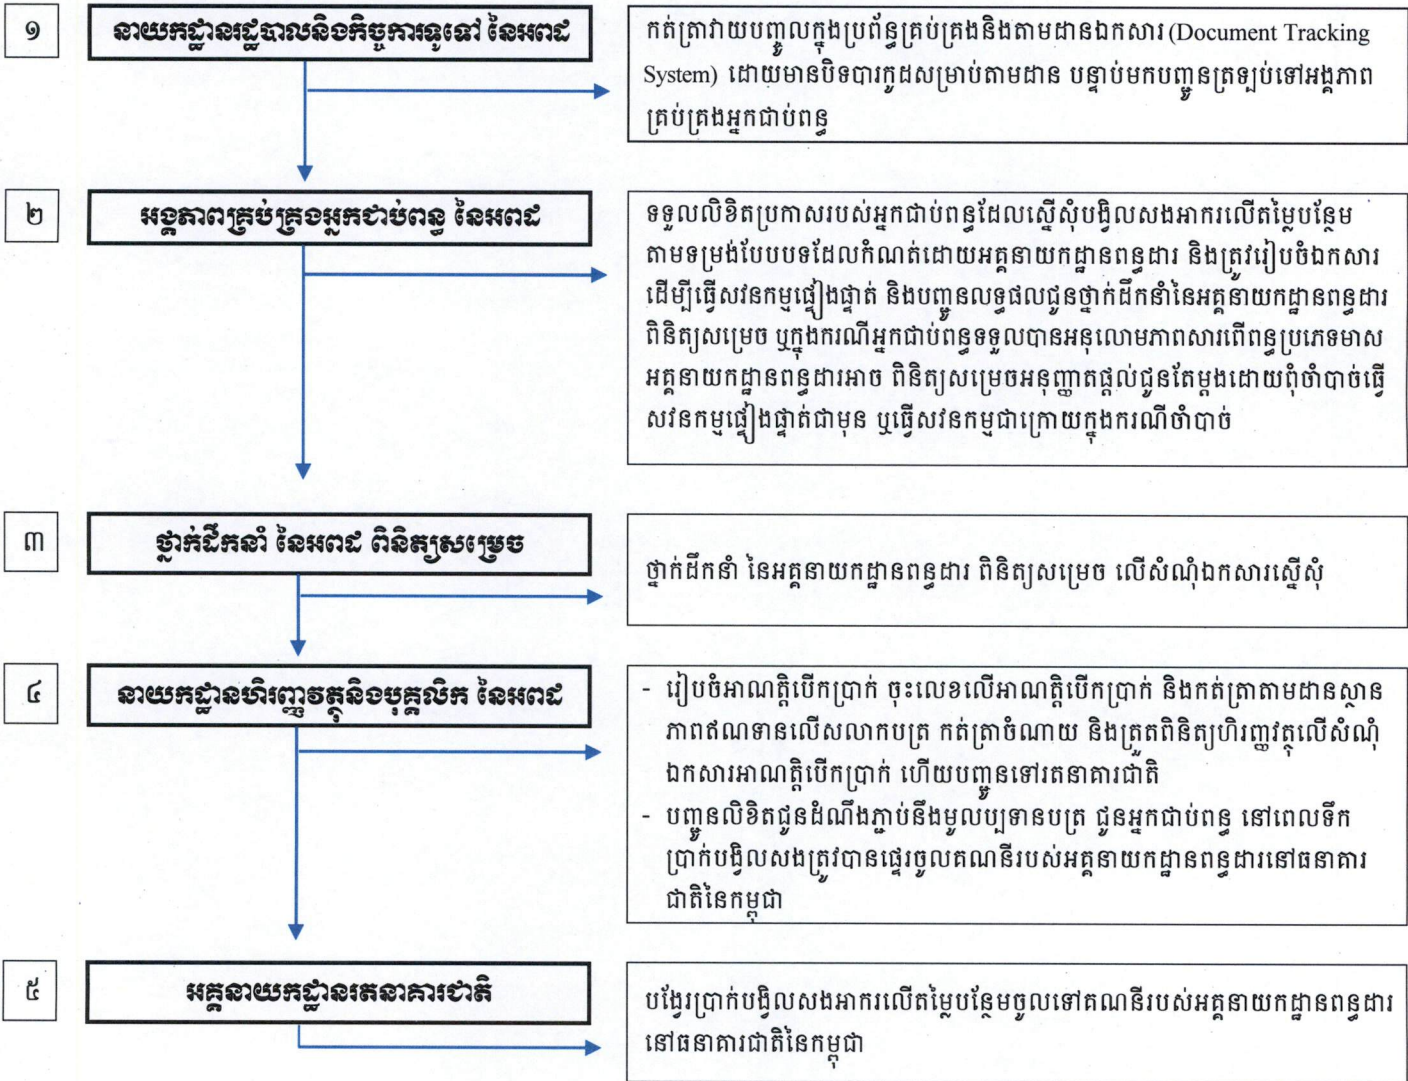 ១
នាយកដ្ឋានរដ្ឋបាលនិងកិច្ចការទូទៅ នៃអពដ
កត់ត្រាវាយបញ្ចូលក្នុងប្រព័ន្ធគ្រប់គ្រងនិងតាមដានឯកសារ (Document Tracking
System) ដោយមានបិទបារកូដសម្រាប់តាមដាន បន្ទាប់មកបញ្ជូនត្រឡប់ទៅអង្គភាព
គ្រប់គ្រងអ្នកជាប់ពន្ធ
២
អង្គភាពគ្រប់គ្រងអ្នកជាប់ពន្ធ នៃអពដ
ទទួលលិខិតប្រកាសរបស់អ្នកជាប់ពន្ធដែលស្នើសុំបង្វិលសងអាករលើតម្លៃបន្ថែម
តាមទម្រង់បែបបទដែលកំណត់ដោយអគ្គនាយកដ្ឋានពន្ធដារ និងត្រូវរៀបចំឯកសារ
ដើម្បីធ្វើសវនកម្មផ្ទៀងផ្ទាត់ និងបញ្ជូនលទ្ធផលជូនថ្នាក់ដឹកនាំនៃអគ្គនាយកដ្ឋានពន្ធដារ
ពិនិត្យសម្រេច ឬក្នុងករណីអ្នកជាប់ពន្ធទទួលបានអនុលោមភាពសារពើពន្ធប្រភេទមាស
អគ្គនាយកដ្ឋានពន្ធដារអាច ពិនិត្យសម្រេចអនុញ្ញាតផ្តល់ជូនតែម្តងដោយពុំចាំបាច់ធ្វើ
សវនកម្មផ្ទៀងផ្ទាត់ជាមុន ឬធ្វើសវនកម្មជាក្រោយក្នុងករណីចាំបាច់
៣
ថ្នាក់ដឹកនាំ នៃអពដ ពិនិត្យសម្រេច
ថ្នាក់ដឹកនាំ នៃអគ្គនាយកដ្ឋានពន្ធដារ ពិនិត្យសម្រេច លើសំណុំឯកសារស្នើសុំ
៤
នាយកដ្ឋានហិរញ្ញវត្ថុនិងបុគ្គលិក នៃអពដ
- រៀបចំអាណត្តិបើកប្រាក់ ចុះលេខលើអាណត្តិបើកប្រាក់ និងកត់ត្រាតាមដានស្ថាន
ភាពឥណទានលើសលាកបត្រ កត់ត្រាចំណាយ និងត្រួតពិនិត្យហិរញ្ញវត្ថុលើសំណុំ
ឯកសារអាណត្តិបើកប្រាក់ ហើយបញ្ជូនទៅរតនាគារជាតិ
- បញ្ជូនលិខិតជូនដំណឹងភ្ជាប់នឹងមូលប្បទានបត្រ ជូនអ្នកជាប់ពន្ធ នៅពេលទឹក
ប្រាក់បង្វិលសងត្រូវបានផ្ទេរចូលគណនីរបស់អគ្គនាយកដ្ឋានពន្ធដារនៅធនាគារ
ជាតិនៃកម្ពុជា
៥
អគ្គនាយកដ្ឋានរតនាគារជាតិ
បង្វែរប្រាក់បង្វិលសងអាករលើតម្លៃបន្ថែមចូលទៅគណនីរបស់អគ្គនាយកដ្ឋានពន្ធដារ
នៅធនាគារជាតិនៃកម្ពុជា